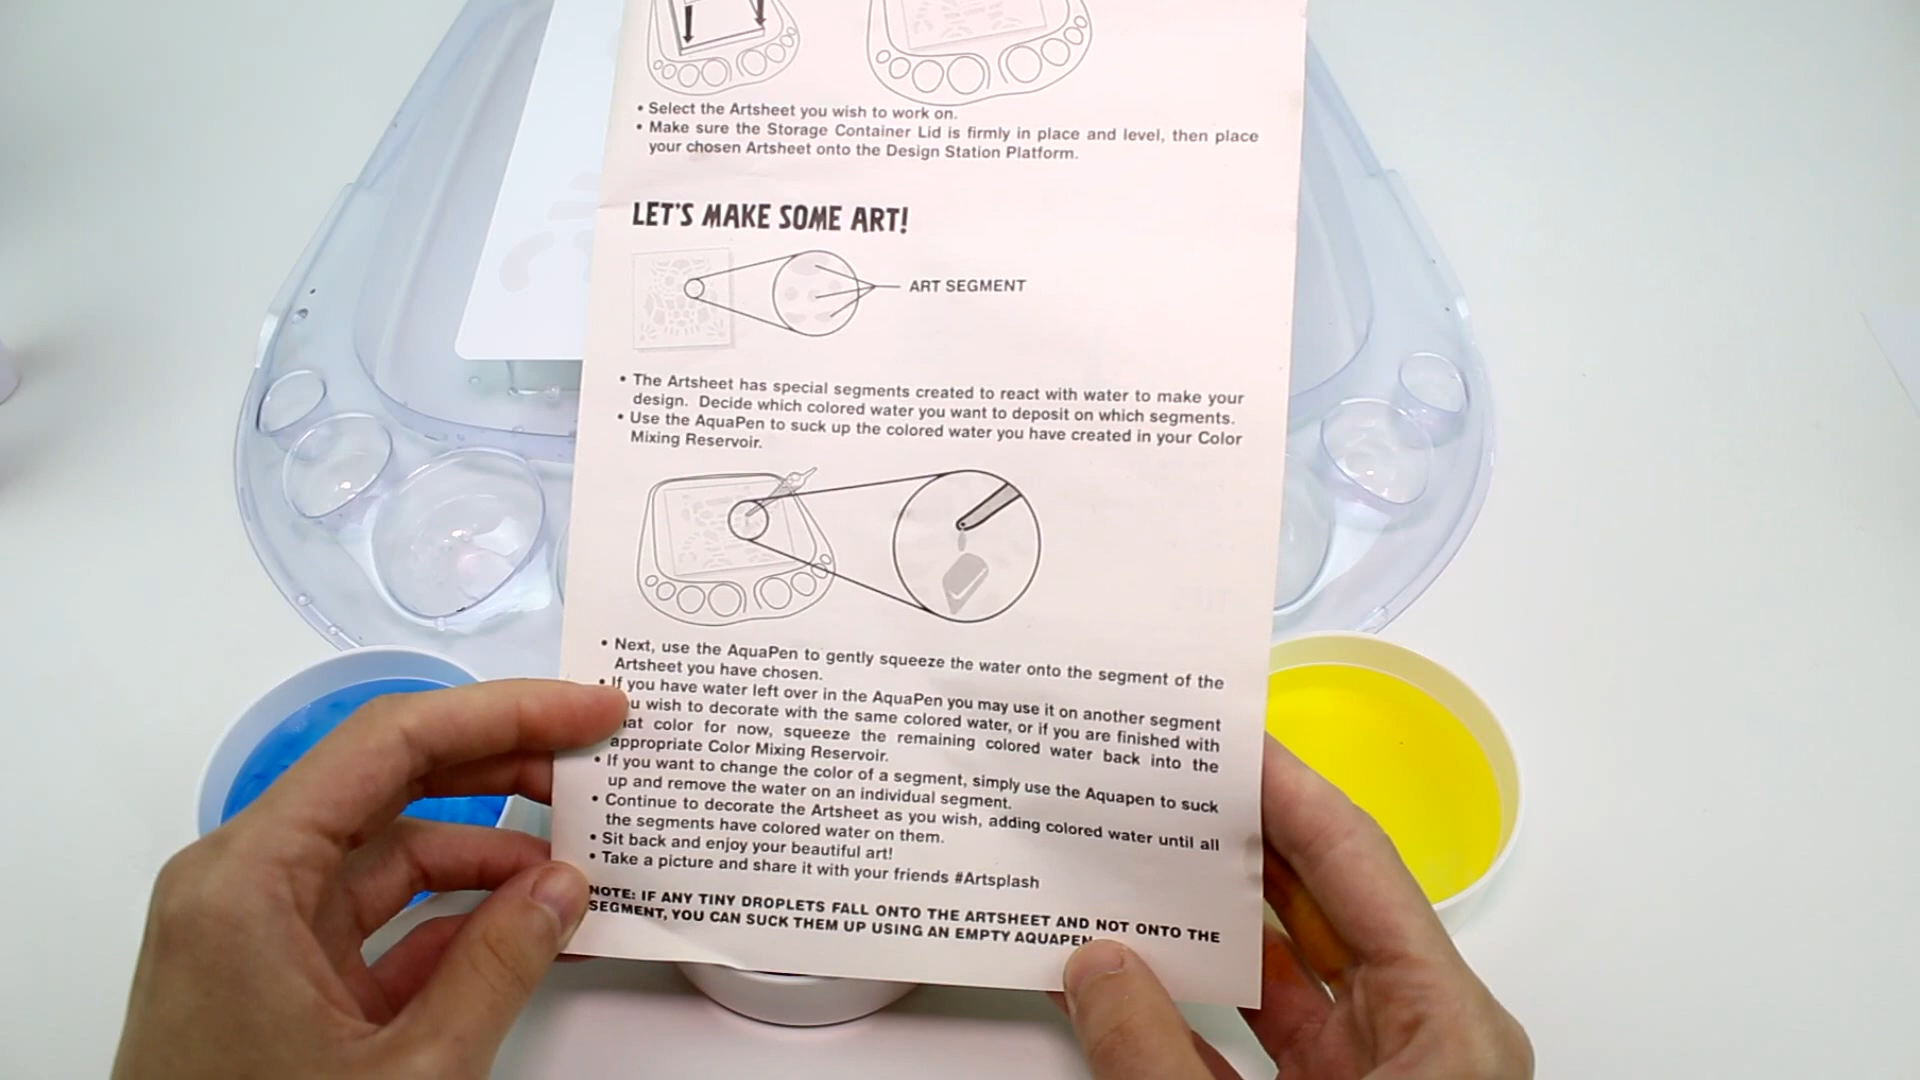 • Select the Artsheet you wish to work on.
• Make sure the Storage Container Lid is firmly in place and level, then place
your chosen Artsheet onto the Design Station Platform.
LET'S MAKE SOME ART!
ART SEGMENT
• The Artsheet has special segments created to react with water to make your
design. Decide which colored water you want to deposit on which segments.
• Use the AquaPen to suck up the colored water you have created in your Color
Mixing Reservoir.
• Next, use the AquaPen to gently squeeze the water onto the segment of the
Artsheet you have chosen.
• If you have water left over in the AquaPen you may use it on another segment
wish to decorate with the same colored water, or if you are finished with
color for now, squeeze the remaining colored water back into the
appropriate Color Mixing Reservoir.
• If you want to change the color of a segment, simply use the Aquapen to suck
up and remove the water on an individual segment.
• Continue to decorate the Artsheet as you wish, adding colored water until all
the segments have colored water on them.
• Sit back and enjoy your beautiful art!
• Take a picture and share it with your friends #Artsplash
NOTE: IF ANY TINY DROPLETS FALL ONTO THE ARTSHEET AND NOT ONTO THE
SEGMENT, YOU CAN SUCK THEM UP USING AN EMPTY AQUAPEN